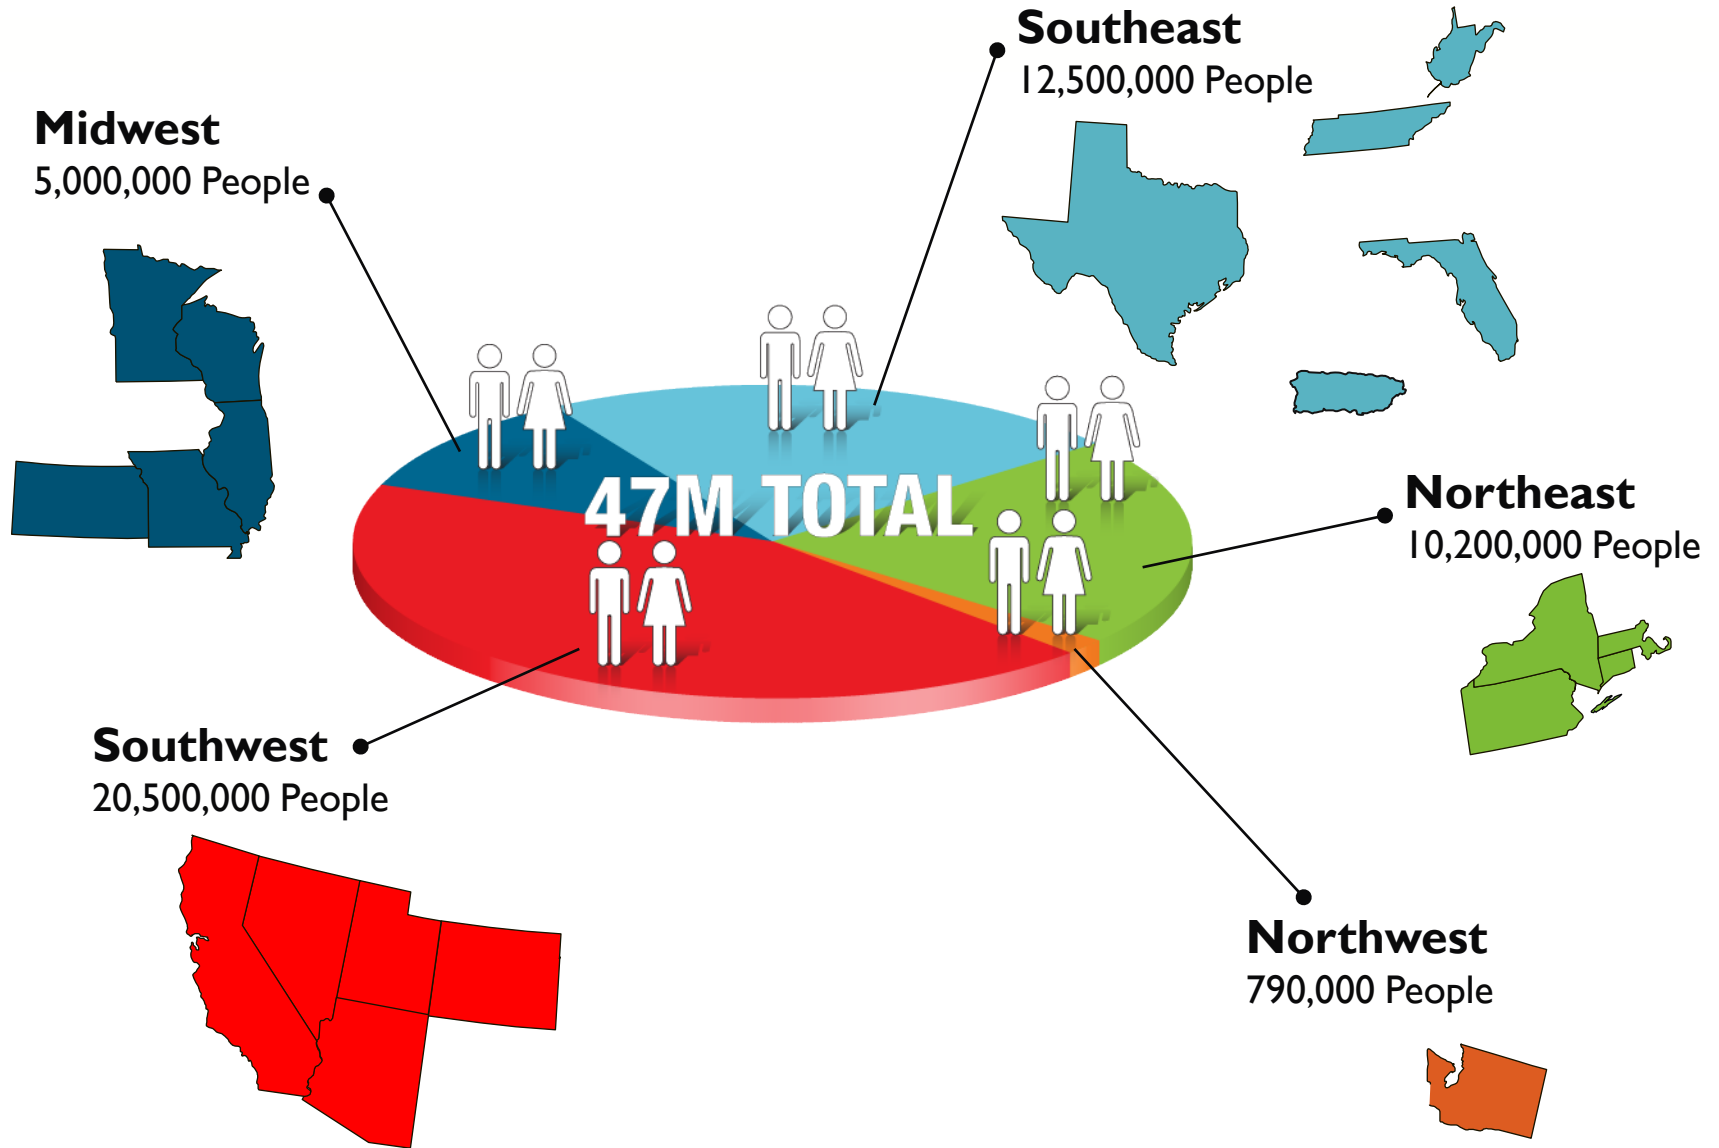 Southeast
12,500,000 People
Midwest
5,000,000 People
47M TOTAL
Northeast
10,200,000 People
Southwest
20,500,000 People
Northwest
790,000 People